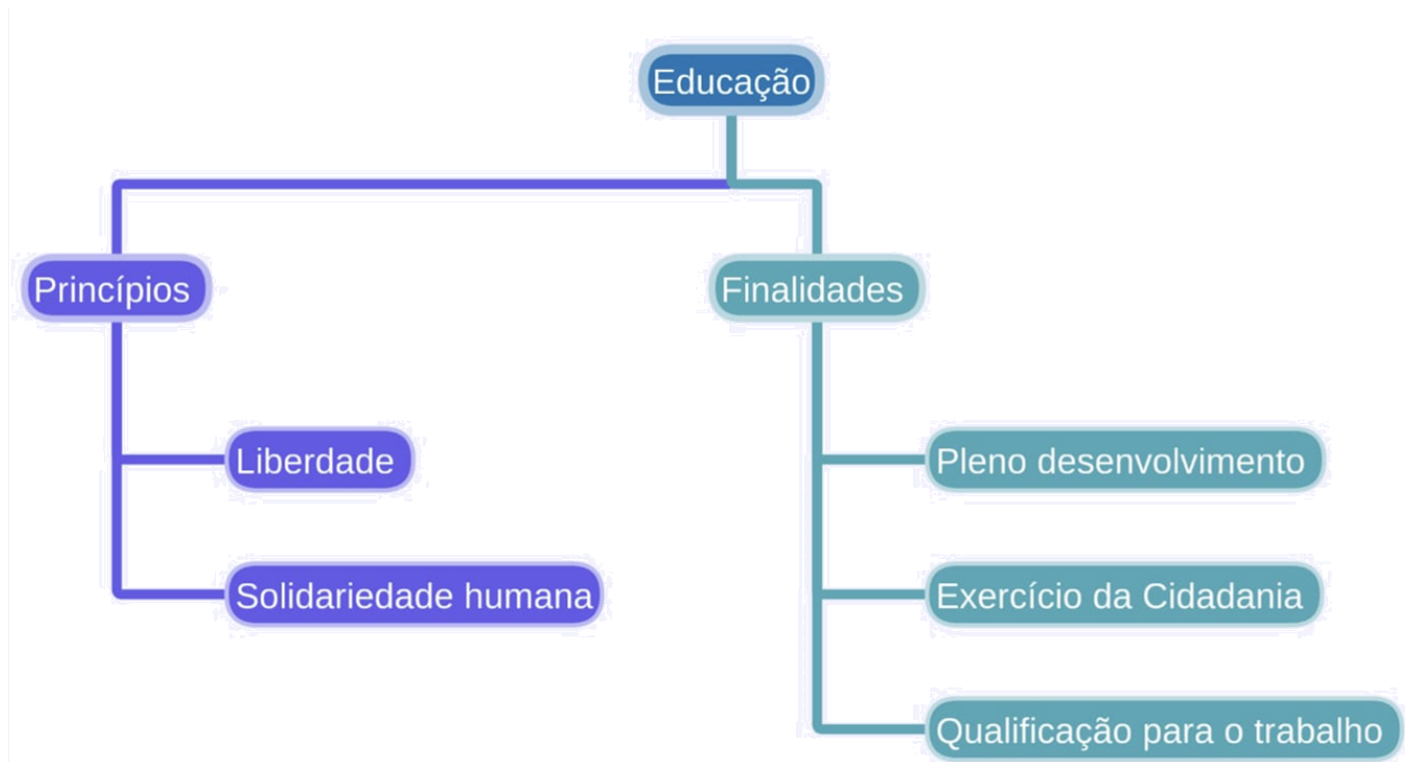 Educação
Princípios
Finalidades
Liberdade
Pleno desenvolvimento
Solidariedade humana
Exercício da Cidadania
Qualificação para o trabalho